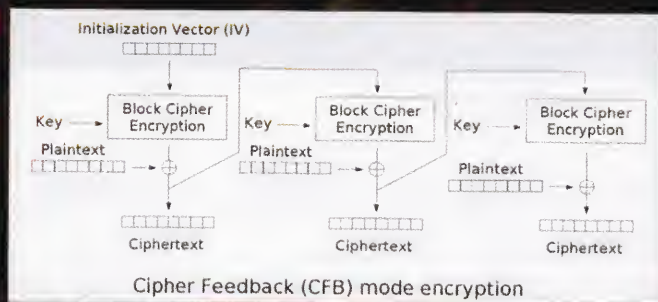 Initialization Vector (IV)
Block Cipher
Encryption
Block Cipher
Encryption
Block Cipher
Encryption
Key
Key
Key
Plaintext
Plaintext
Plaintext
Ciphertext
Ciphertext
Ciphertext
Cipher Feedback (CFB) mode encryption